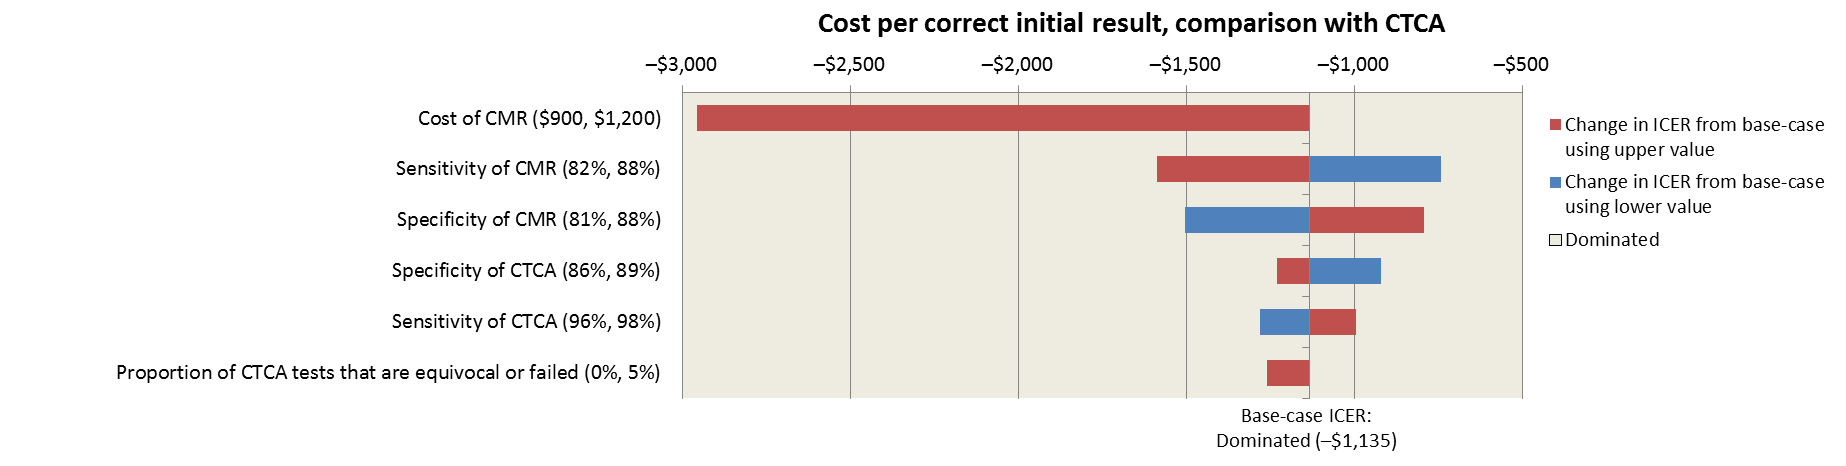 Cost per correct initial result, comparison with CTCA
–$3,000 –$2,500 –$2,000 –$1,500 –$1,000 –$500
Cost of CMR ($900, $1,200)
Sensitivity of CMR (82%, 88%)
Specificity of CMR (81%, 88%)
Specificity of CTCA (86%, 89%)
Sensitivity of CTCA (96%, 98%)
Proportion of CTCA tests that are equivocal or failed (0%, 5%)
Change in ICER from base-case
using upper value
Change in ICER from base-case
using lower value
Dominated
Base-case ICER:
Dominated (–$1,135)